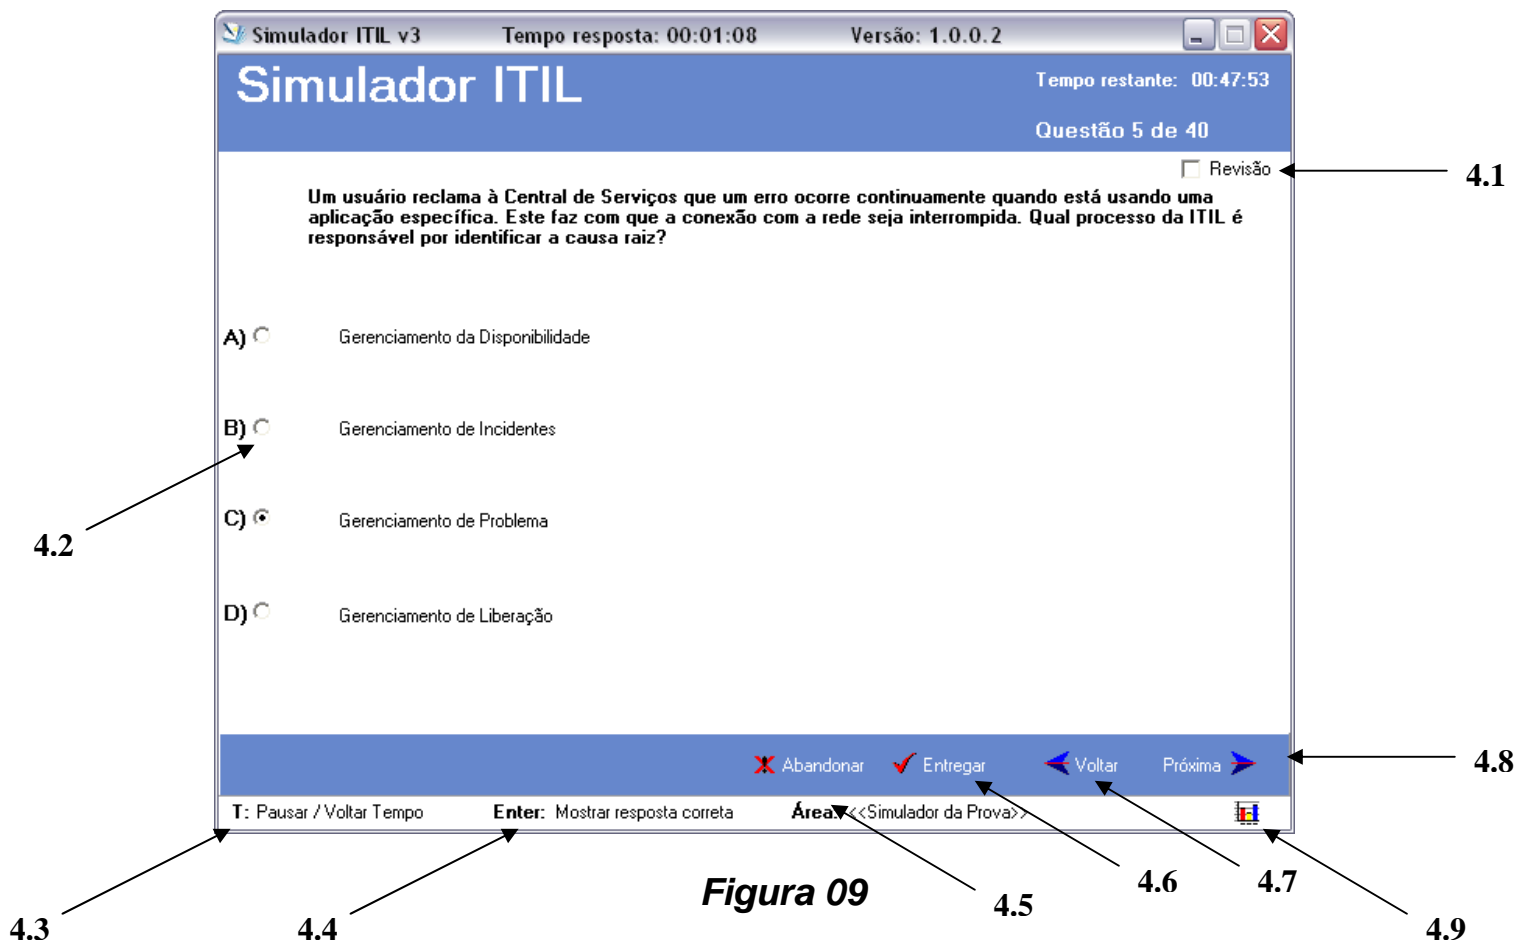 Simulador ITIL v3 Tempo resposta: 00:01:08 Versão: 1.0.0.2
Simulador ITIL
Tempo restante: 00:47:53
Questão 5 de 40
Revisão
4.1
Um usuário reclama à Central de Serviços que um erro ocorre continuamente quando está usando uma
aplicação específica. Este faz com que a conexão com a rede seja interrompida. Qual processo da ITIL é
responsável por identificar a causa raiz?
A) Gerenciamento da Disponibilidade
B) Gerenciamento de Incidentes
4.2
C) Gerenciamento de Problema
D) Gerenciamento de Liberação
Abandonar Entregar Voltar Próxima
4.8
T: Pausar / Voltar Tempo Enter: Mostrar resposta correta Área: <<Simulador da Prova>>
Figura 09
4.3
4.4
4.5
4.6
4.7
4.9